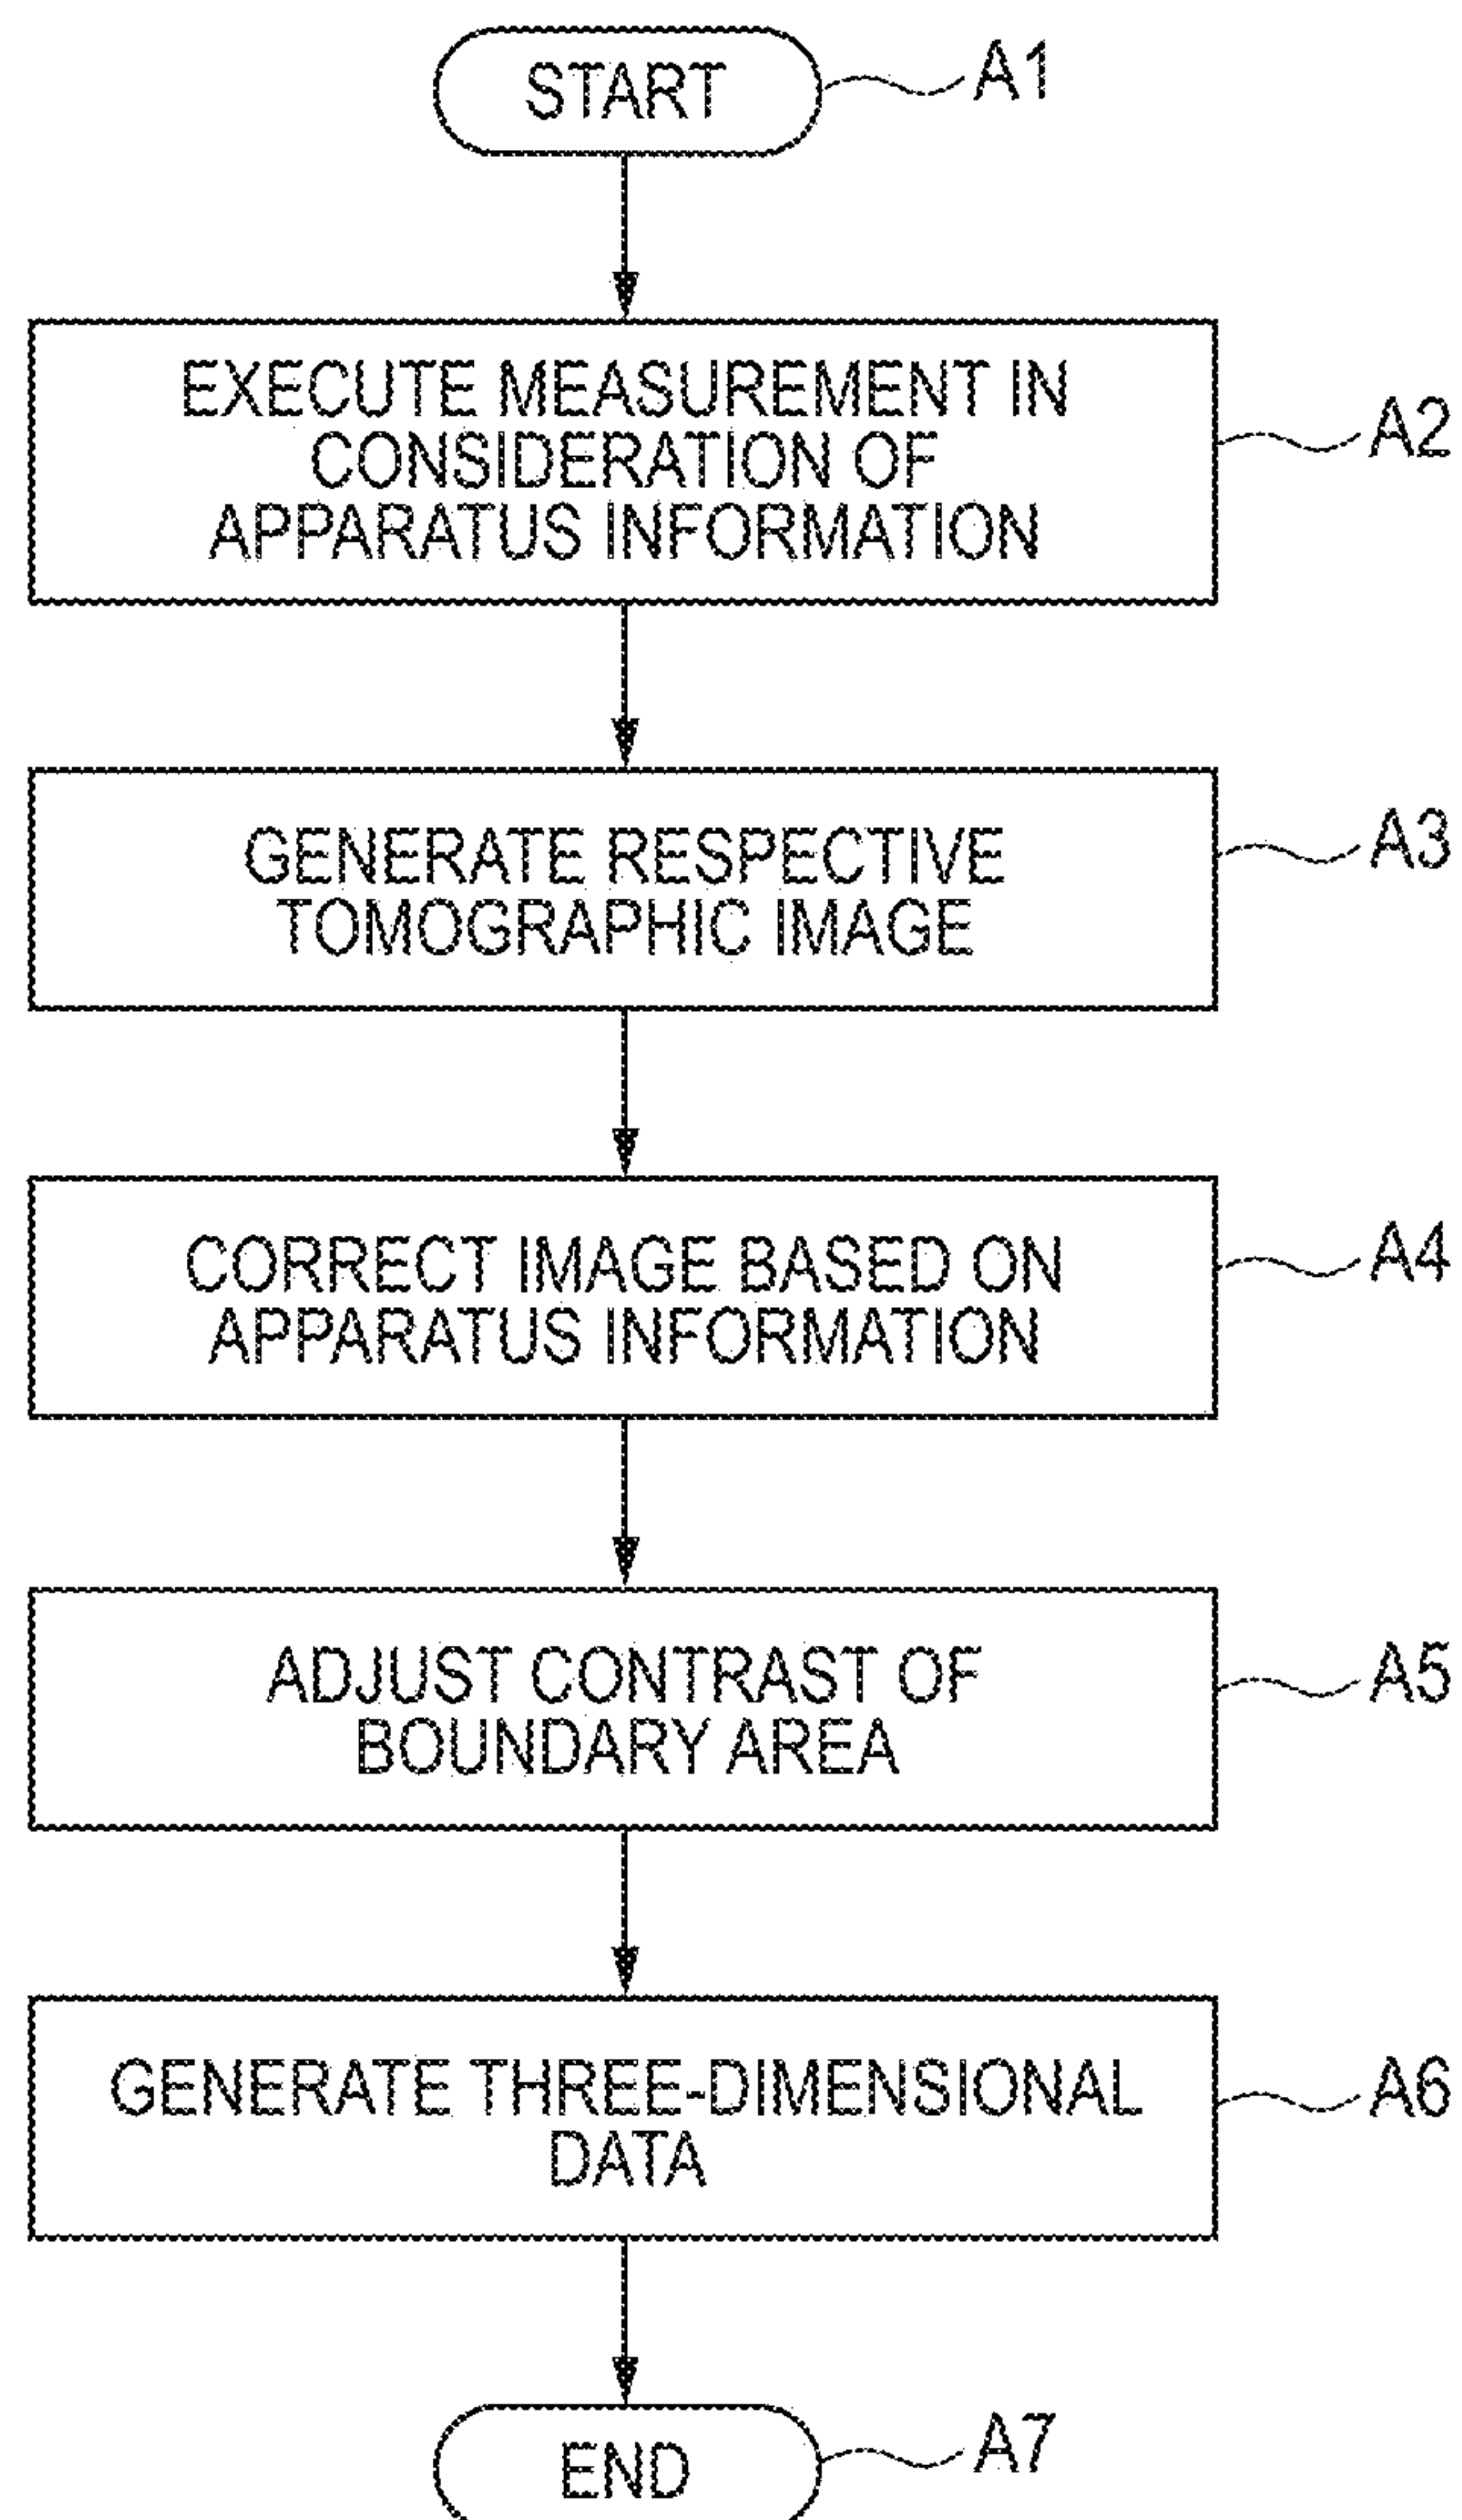 START
A1
EXECUTE MEASUREMENT IN
CONSIDERATION OF
APPARATUS INFORMATION
A2
GENERATE RESPECTIVE
TOMOGRAPHIC IMAGE
A3
CORRECT IMAGE BASED ON
APPARATUS INFORMATION
A4
ADJUST CONTRAST OF
BOUNDARY AREA
A5
GENERATE THREE-DIMENSIONAL
DATA
A6
END
A7